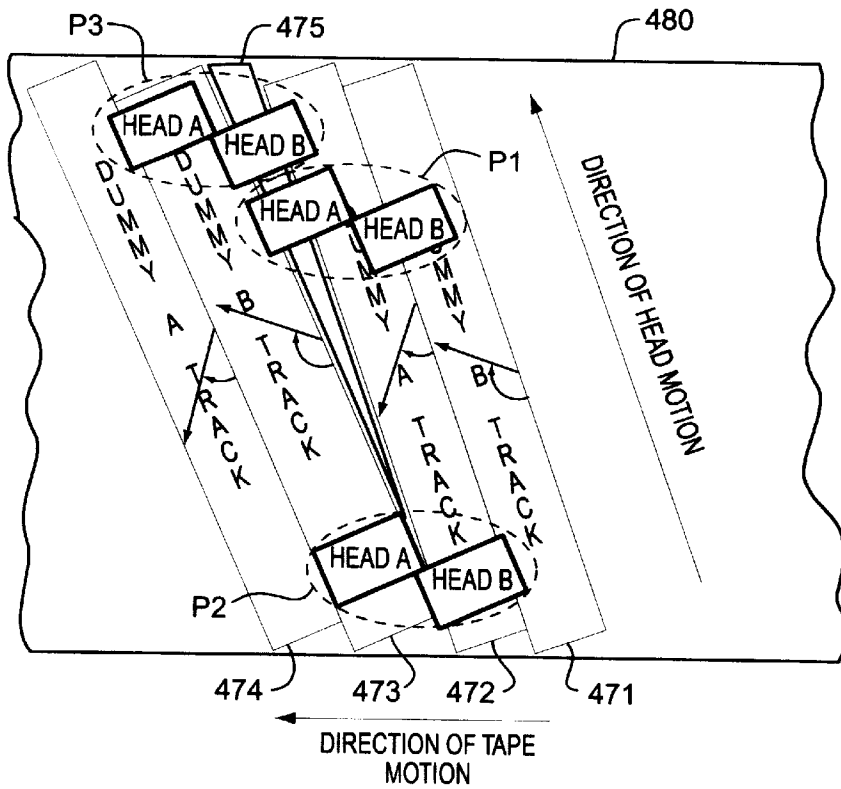 P3
475
480
HEAD A
HEAD B
P1
HEAD A
HEAD B
DUMMY A TRACK
DUMMY B TRACK
DUMMY A TRACK
DUMMY B TRACK
DIRECTION OF HEAD MOTION
HEAD A
HEAD B
P2
474
473
472
471
DIRECTION OF TAPE
MOTION